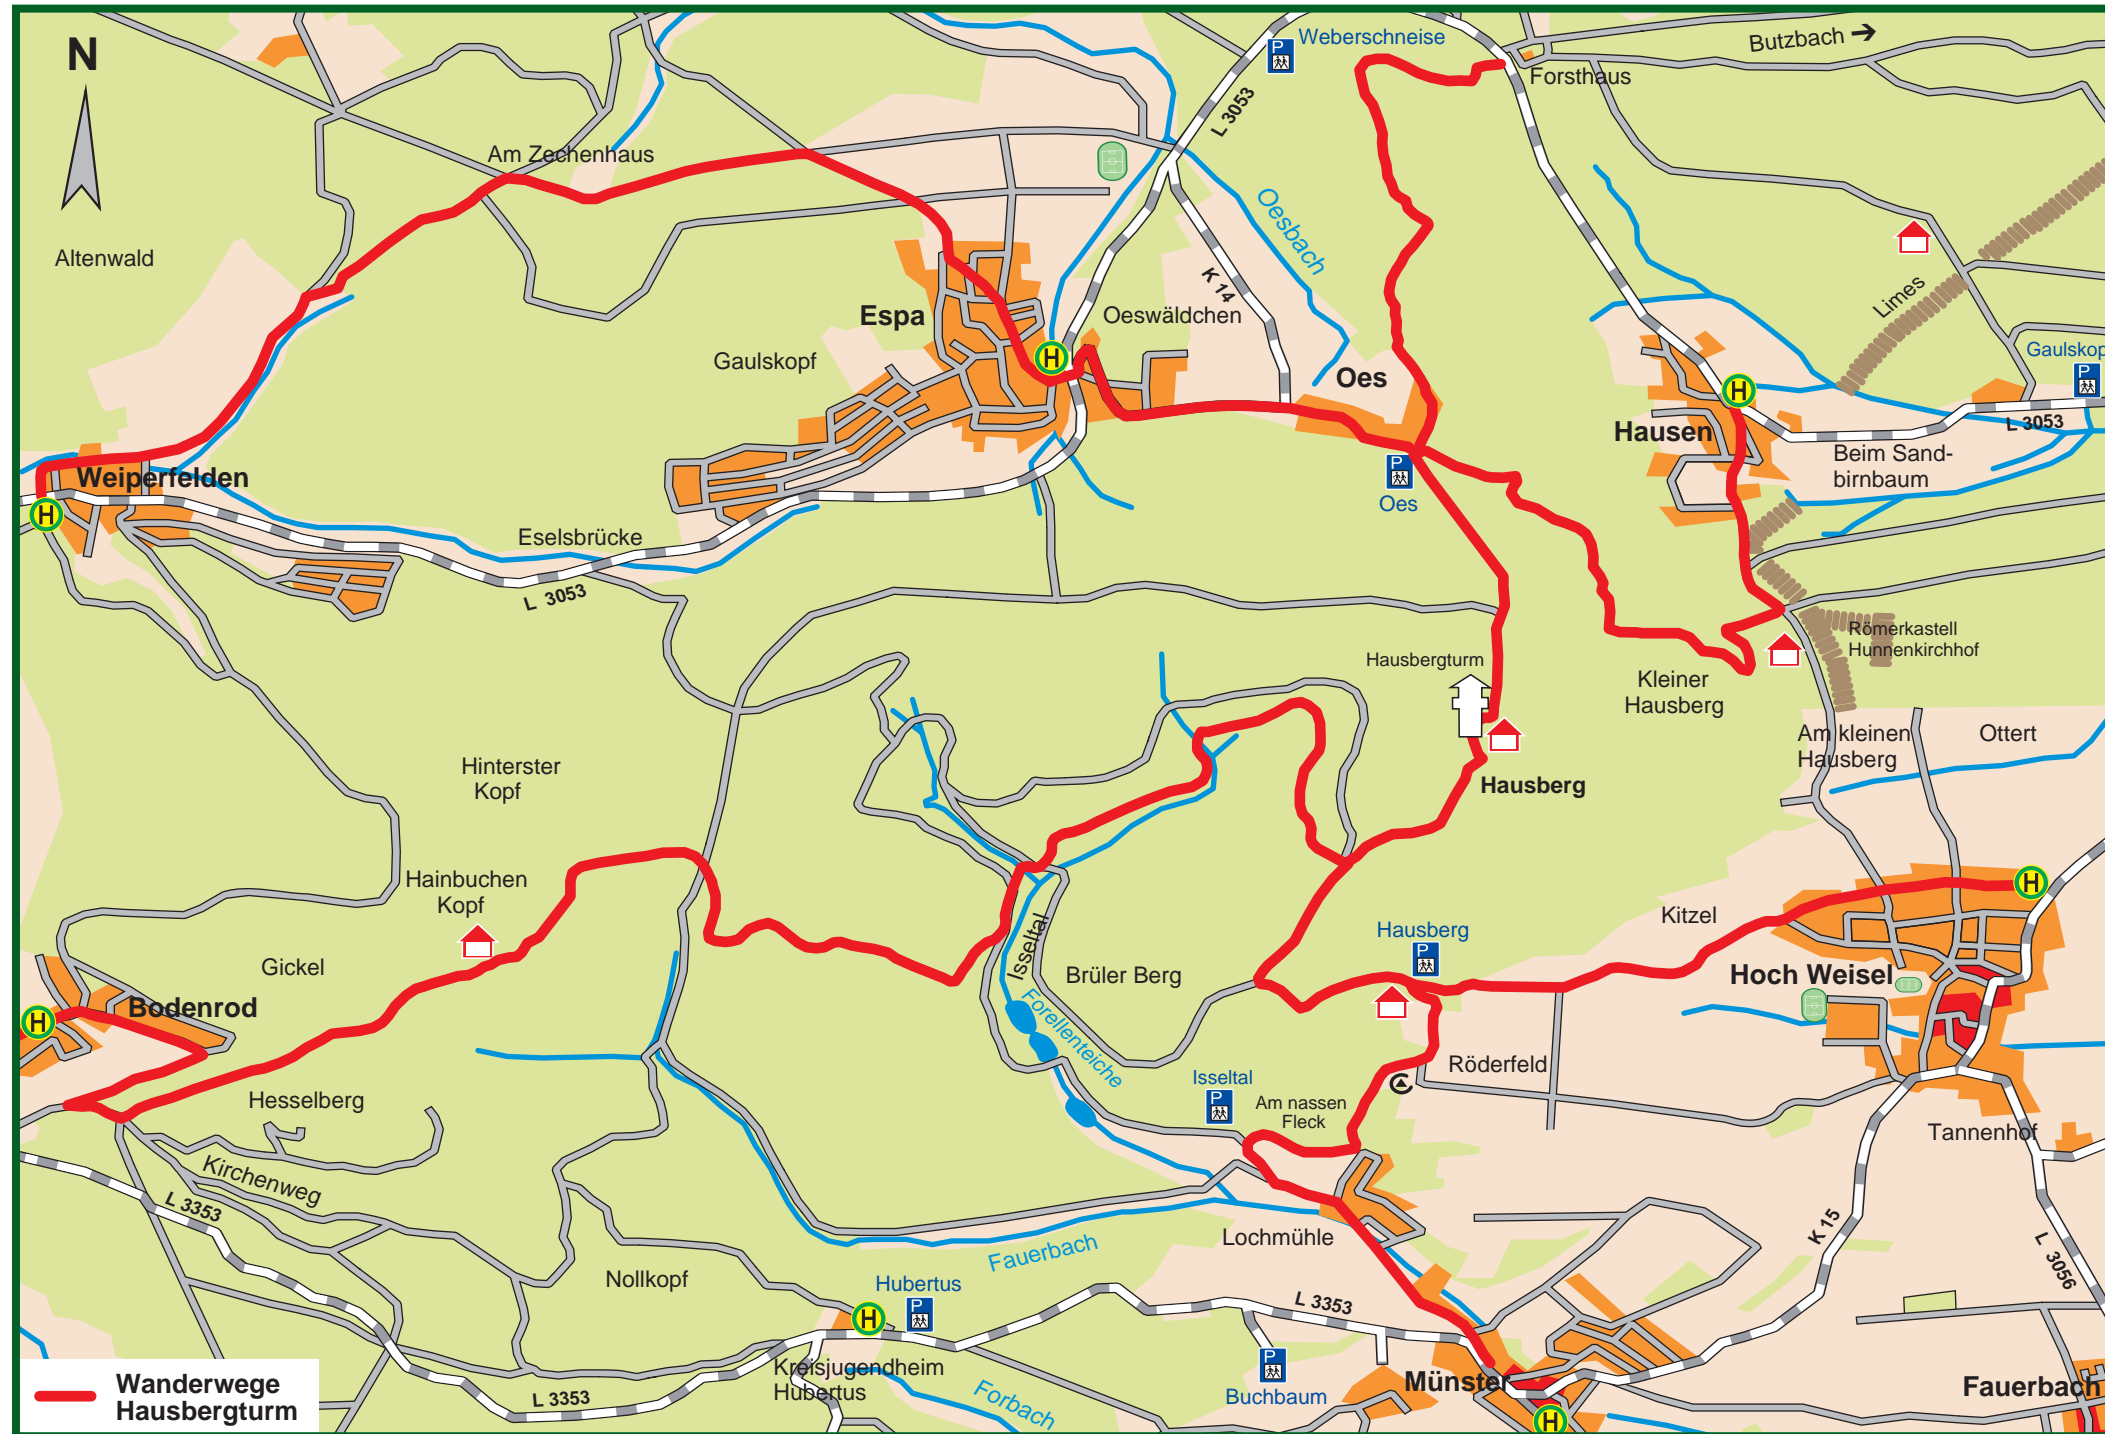 N
Weberschneise
P
Butzbach
Forsthaus
L 3053
Am Zechenhaus
Altenwald
Oesbach
K 14
Limes
Espa
Oeswäldchen
H
Gaulskopf
Oes
Gaulskop
P
H
Hausen
L 3053
Beim Sand-
birnbaum
Weiperfelden
H
P
Oes
Eselsbrücke
L 3053
Römerkastell
Hunnenkirchhof
Hausbergturm
Kleiner
Hausberg
Am kleinen
Hausberg
Ottert
Hinterster
Kopf
Hausberg
Hainbuchen
Kopf
H
Kitzel
Hausberg
P
Gickel
Isseltal
Brüler Berg
Hoch Weisel
Bodenrod
H
Forellenteiche
Röderfeld
Isseltal
P
Hesselberg
Am nassen
Fleck
Tannenhof
Kirchenweg
L 3353
Lochmühle
K 15
Fauerbach
L 3056
Nollkopf
Hubertus
P
H
L 3353
Kreisjugendheim
Hubertus
P
Buchbaum
Münster
Fauerbach
L 3353
Forbach
H
Wanderwege
Hausbergturm